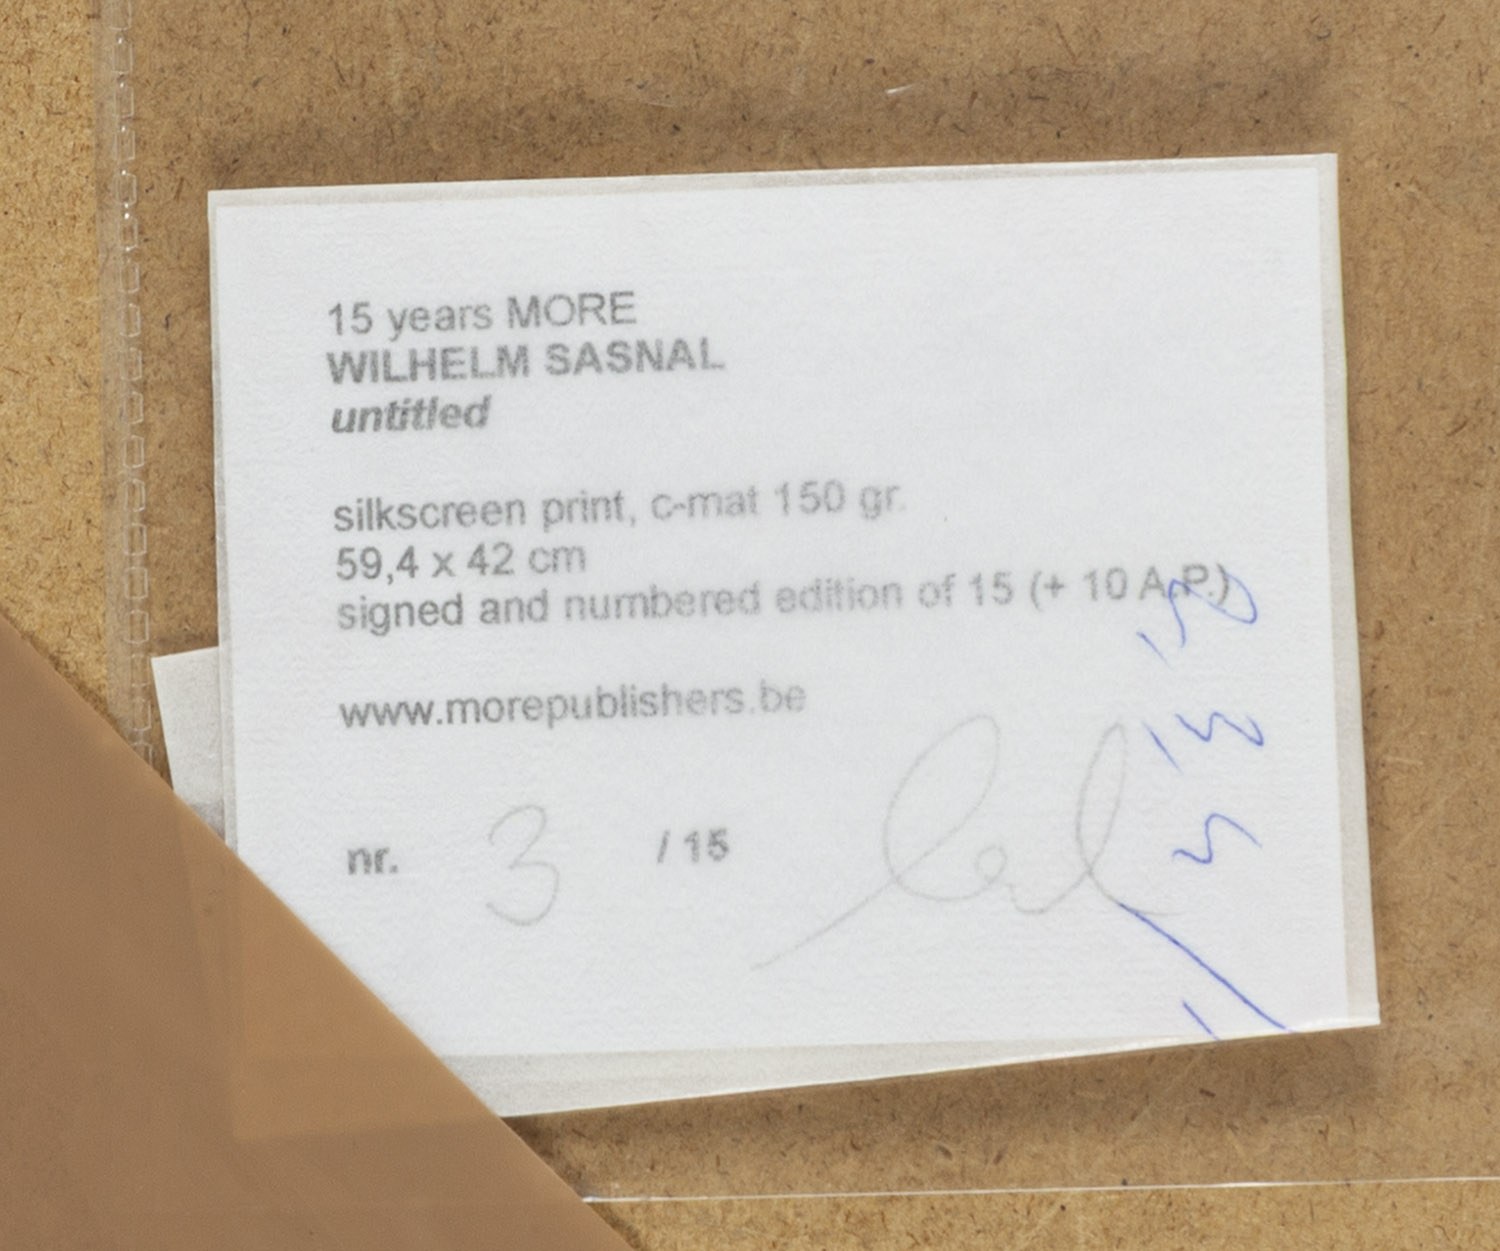 15 years MORE
WILHELM SASNAL
untitled
silkscreen print, c-mat 150 gr.
59,4 x 42 cm
signed and numbered edition of 15 (+ 10 A.P.)
www.morepublishers.be
nr. 3 / 15